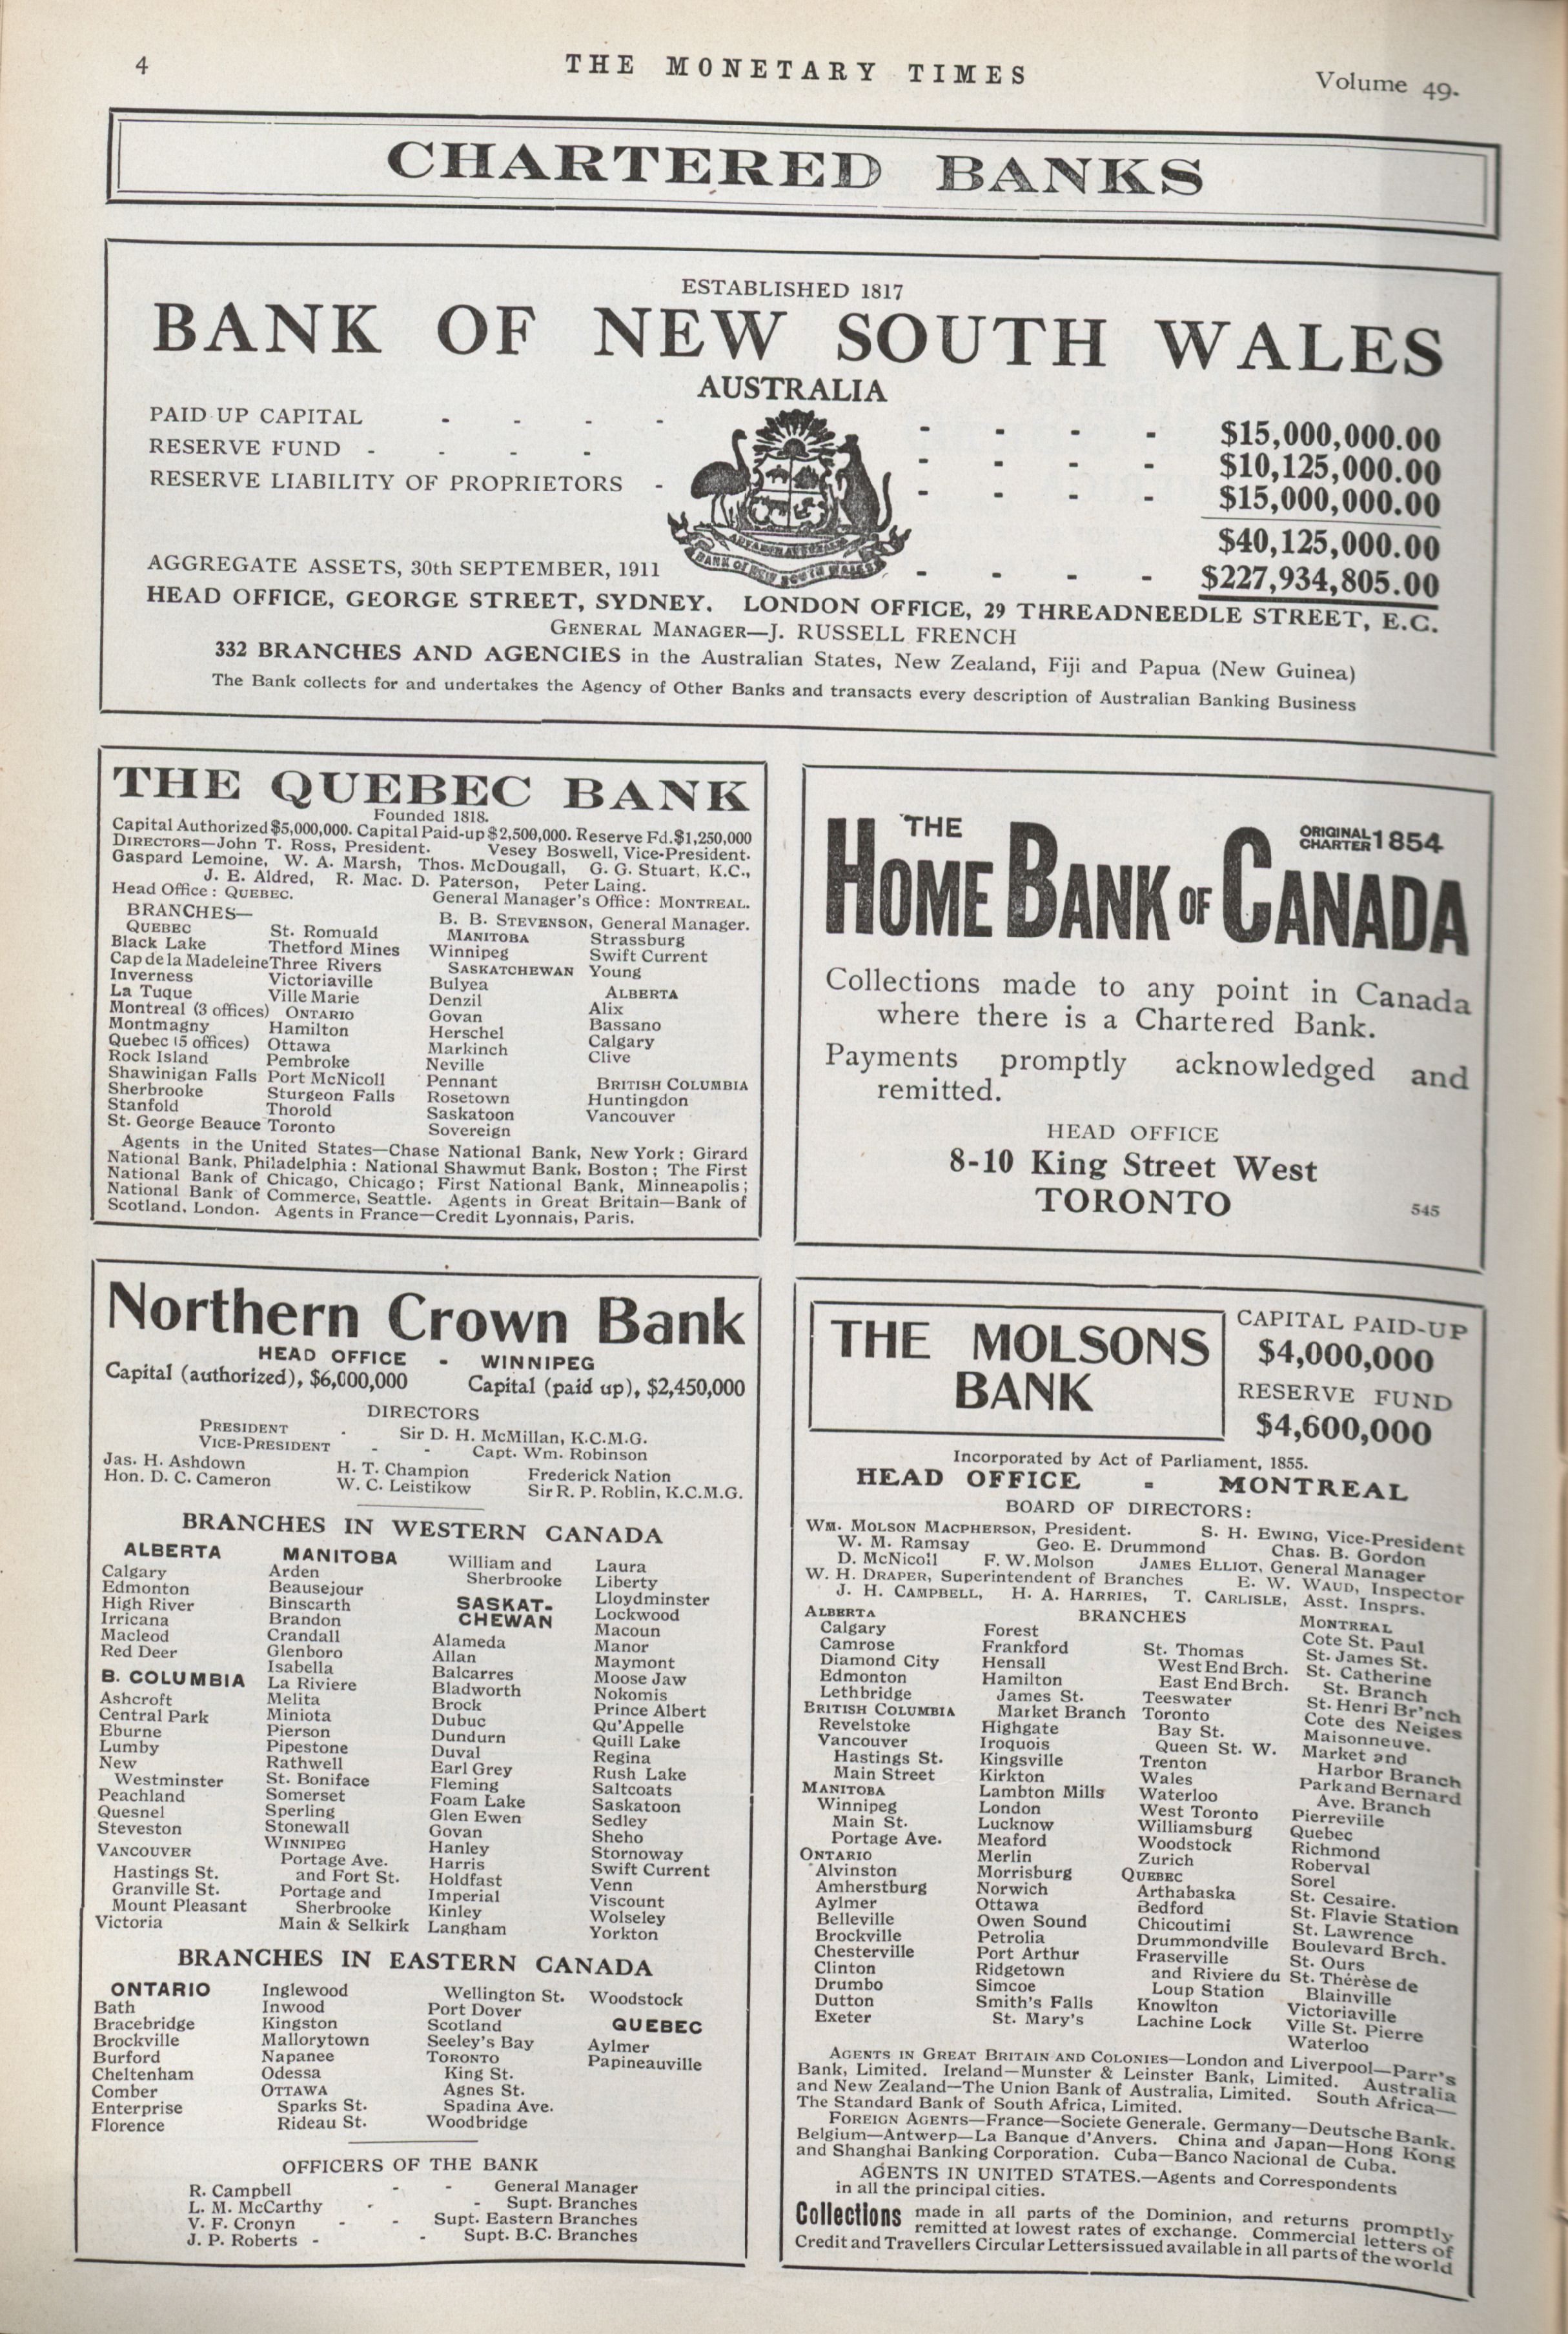 4
THE MONETARY TIMES
Volume 49.
CHARTERED BANKS
ESTABLISHED 1817
BANK OF NEW SOUTH WALES
AUSTRALIA
PAID UP CAPITAL - - - - - - - - $15,000,000.00
RESERVE FUND - - - - - - - - $10,125,000.00
RESERVE LIABILITY OF PROPRIETORS - - - - - $15,000,000.00
$40,125,000.00
AGGREGATE ASSETS, 30th SEPTEMBER, 1911 - - - - $227,934,805.00
BANK OF NEW SOUTH WALES
HEAD OFFICE, GEORGE STREET, SYDNEY. LONDON OFFICE, 29 THREADNEEDLE STREET, E.C.
GENERAL MANAGER—J. RUSSELL FRENCH
332 BRANCHES AND AGENCIES in the Australian States, New Zealand, Fiji and Papua (New Guinea)
The Bank collects for and undertakes the Agency of Other Banks and transacts every description of Australian Banking Business
THE QUEBEC BANK
Founded 1818.
Capital Authorized $5,000,000. Capital Paid-up $2,500,000. Reserve Fd. $1,250,000
DIRECTORS—John T. Ross, President. Vesey Boswell, Vice-President.
Gaspard Lemoine, W. A. Marsh, Thos. McDougall, G. G. Stuart, K.C.,
J. E. Aldred, R. Mac. D. Paterson, Peter Laing.
Head Office: QUEBEC. General Manager's Office: MONTREAL.
BRANCHES— B. B. STEVENSON, General Manager.
QUEBEC
Black Lake
Cap de la Madeleine
Inverness
La Tuque
Montreal (3 offices)
Montmagny
Quebec (5 offices)
Rock Island
Shawinigan Falls
Sherbrooke
Stanfold
St. George Beauce
St. Romuald
Thetford Mines
Three Rivers
Victoriaville
Ville Marie
ONTARIO
Hamilton
Ottawa
Pembroke
Port McNicoll
Sturgeon Falls
Thorold
Toronto
MANITOBA
Winnipeg
SASKATCHEWAN
Bulyea
Denzil
Govan
Herschel
Markinch
Neville
Pennant
Rosetown
Saskatoon
Sovereign
Strassburg
Swift Current
Young
ALBERTA
Alix
Bassano
Calgary
Clive
BRITISH COLUMBIA
Huntingdon
Vancouver
Agents in the United States—Chase National Bank, New York; Girard
National Bank, Philadelphia: National Shawmut Bank, Boston; The First
National Bank of Chicago, Chicago; First National Bank, Minneapolis;
National Bank of Commerce, Seattle. Agents in Great Britain—Bank of
Scotland, London. Agents in France—Credit Lyonnais, Paris.
THE
HOME BANK OF CANADA
ORIGINAL CHARTER 1854
Collections made to any point in Canada
where there is a Chartered Bank.
Payments promptly acknowledged and
remitted.
HEAD OFFICE
8-10 King Street West
TORONTO
545
Northern Crown Bank
HEAD OFFICE - WINNIPEG
Capital (authorized), $6,000,000 Capital (paid up), $2,450,000
DIRECTORS
PRESIDENT - Sir D. H. McMillan, K.C.M.G.
VICE-PRESIDENT - - Capt. Wm. Robinson
Jas. H. Ashdown H. T. Champion Frederick Nation
Hon. D. C. Cameron W. C. Leistikow Sir R. P. Roblin, K.C.M.G.
BRANCHES IN WESTERN CANADA
ALBERTA
Calgary
Edmonton
High River
Irricana
Macleod
Red Deer
B. COLUMBIA
Ashcroft
Central Park
Eburne
Lumby
New
Westminster
Peachland
Quesnel
Steveston
VANCOUVER
Hastings St.
Granville St.
Mount Pleasant
Victoria
MANITOBA
Arden
Beausejour
Binscarth
Brandon
Crandall
Glenboro
Isabella
La Riviere
Melita
Miniota
Pierson
Pipestone
Rathwell
St. Boniface
Somerset
Sperling
Stonewall
WINNIPEG
Portage Ave.
and Fort St.
Portage and
Sherbrooke
Main & Selkirk
William and
Sherbrooke
SASKAT-
CHEWAN
Alameda
Allan
Balcarres
Bladworth
Brock
Dubuc
Dundurn
Duval
Earl Grey
Fleming
Foam Lake
Glen Ewen
Govan
Hanley
Harris
Holdfast
Imperial
Kinley
Langham
Laura
Liberty
Lloydminster
Lockwood
Macoun
Manor
Maymont
Moose Jaw
Nokomis
Prince Albert
Qu'Appelle
Quill Lake
Regina
Rush Lake
Saltcoats
Saskatoon
Sedley
Sheho
Stornoway
Swift Current
Venn
Viscount
Wolseley
Yorkton
BRANCHES IN EASTERN CANADA
ONTARIO
Bath
Bracebridge
Brockville
Burford
Cheltenham
Comber
Enterprise
Florence
Inglewood
Inwood
Kingston
Mallorytown
Napanee
Odessa
OTTAWA
Sparks St.
Rideau St.
Wellington St.
Port Dover
Scotland
Seeley's Bay
TORONTO
King St.
Agnes St.
Spadina Ave.
Woodbridge
Woodstock
QUEBEC
Aylmer
Papineauville
OFFICERS OF THE BANK
R. Campbell - - General Manager
L. M. McCarthy - - Supt. Branches
V. F. Cronyn - - Supt. Eastern Branches
J. P. Roberts - - Supt. B.C. Branches
THE MOLSONS
BANK
CAPITAL PAID-UP
$4,000,000
RESERVE FUND
$4,600,000
Incorporated by Act of Parliament, 1855.
HEAD OFFICE - MONTREAL
BOARD OF DIRECTORS:
WM. MOLSON MACPHERSON, President. S. H. EWING, Vice-President
W. M. Ramsay Geo. E. Drummond Chas. B. Gordon
D. McNicoll F. W. Molson JAMES ELLIOT, General Manager
W. H. DRAPER, Superintendent of Branches E. W. WAUD, Inspector
J. H. CAMPBELL, H. A. HARRIES, T. CARLISLE, Asst. Insprs.
BRANCHES
ALBERTA
Calgary
Camrose
Diamond City
Edmonton
Lethbridge
BRITISH COLUMBIA
Revelstoke
Vancouver
Hastings St.
Main Street
MANITOBA
Winnipeg
Main St.
Portage Ave.
ONTARIO
Alvinston
Amherstburg
Aylmer
Belleville
Brockville
Chesterville
Clinton
Drumbo
Dutton
Exeter
Forest
Frankford
Hensall
Hamilton
James St.
Market Branch
Highgate
Iroquois
Kingsville
Kirkton
Lambton Mills
London
Lucknow
Meaford
Merlin
Morrisburg
Norwich
Ottawa
Owen Sound
Petrolia
Port Arthur
Ridgetown
Simcoe
Smith's Falls
St. Mary's
St. Thomas
West End Brch.
East End Brch.
Teeswater
Toronto
Bay St.
Queen St. W.
Trenton
Wales
Waterloo
West Toronto
Williamsburg
Woodstock
Zurich
QUEBEC
Arthabaska
Bedford
Chicoutimi
Drummondville
Fraserville
and Riviere du
Loup Station
Knowlton
Lachine Lock
MONTREAL
Cote St. Paul
St. James St.
St. Catherine
St. Branch
St. Henri Br'nch
Cote des Neiges
Maisonneuve.
Market and
Harbor Branch
Park and Bernard
Ave. Branch
Pierreville
Quebec
Richmond
Roberval
Sorel
St. Cesaire.
St. Flavie Station
St. Lawrence
Boulevard Brch.
St. Ours
St. Thérèse de
Blainville
Victoriaville
Ville St. Pierre
Waterloo
AGENTS IN GREAT BRITAIN AND COLONIES—London and Liverpool—Parr's
Bank, Limited. Ireland—Munster & Leinster Bank, Limited. Australia
and New Zealand—The Union Bank of Australia, Limited. South Africa—
The Standard Bank of South Africa, Limited.
FOREIGN AGENTS—France—Societe Generale. Germany—Deutsche Bank.
Belgium—Antwerp—La Banque d'Anvers. China and Japan—Hong Kong
and Shanghai Banking Corporation. Cuba—Banco Nacional de Cuba.
AGENTS IN UNITED STATES.—Agents and Correspondents
in all the principal cities.
Collections made in all parts of the Dominion, and returns promptly
remitted at lowest rates of exchange. Commercial letters of
Credit and Travellers Circular Letters issued available in all parts of the world